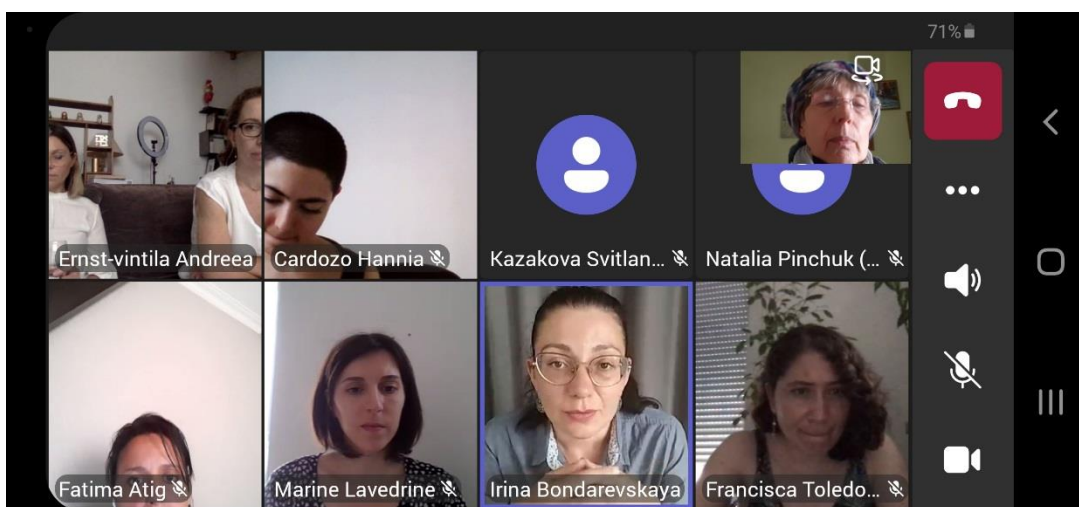 71%
Ernst-vintila Andreea
Cardozo Hannia
Kazakova Svitlan...
Natalia Pinchuk (...
Fatima Atig
Marine Lavedrine
Irina Bondarevskaya
Francisca Toledo...